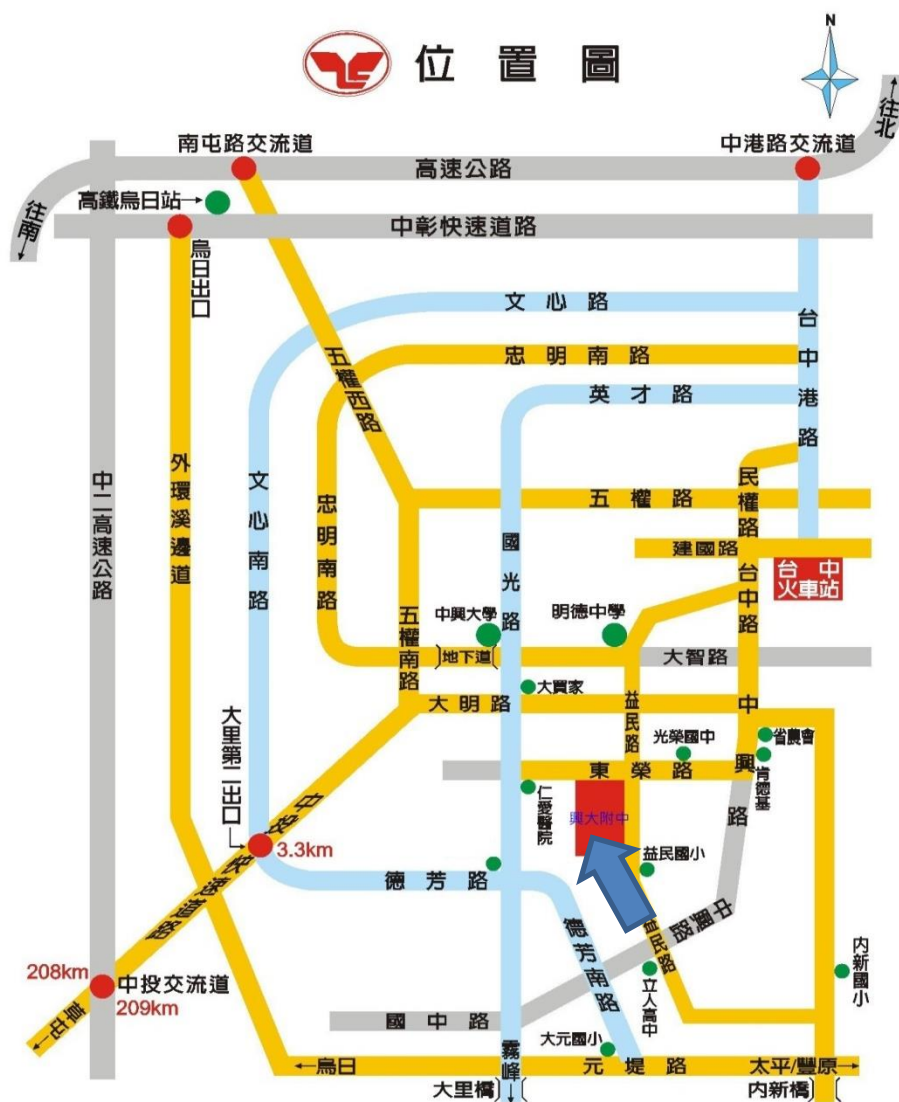 位置圖
N
往北
南屯路交流道
中港路交流道
高速公路
高鐵烏日站
往南
中彰快速道路
烏日出口
文心路
台中港路
忠明南路
英才路
五權西路
外環溪邊道
中二高速公路
文心南路
忠明南路
國光路
五權路
民權路
建國路
台中
火車站
台中路
中興大學
明德中學
五權南路
地下道
大智路
大買家
益民路
大明路
中興路
大里第二出口
光榮國中
省農會
肯德基
東榮路
仁愛醫院
興大附中
3.3km
中投快速道路
益民國小
德芳路
中興路
益民路
德芳南路
立人高中
內新國小
208km
中投交流道
209km
草屯
國中路
大元國小
霧峰
烏日
元堤路
太平/豐原
大里橋
內新橋